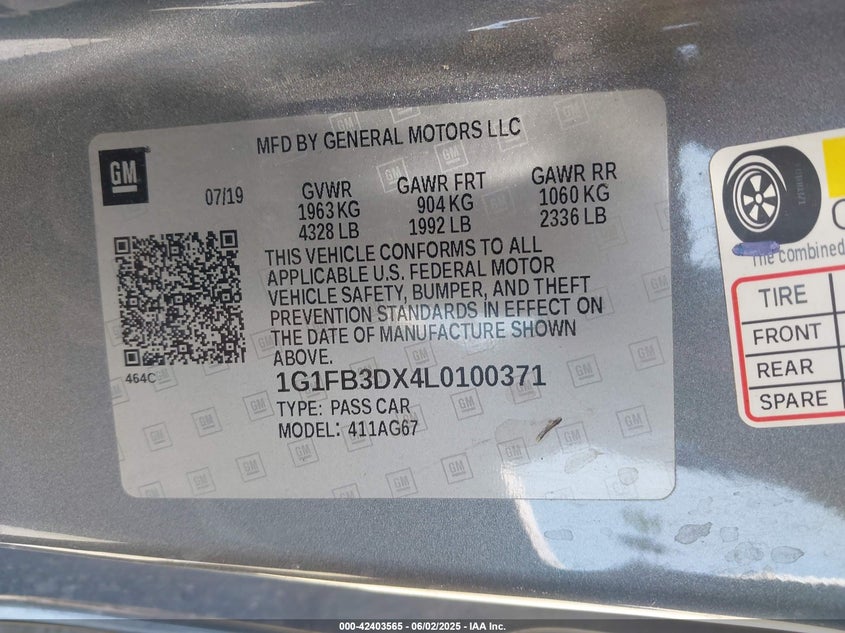 MFD BY GENERAL MOTORS LLC
GM
07/19
GVWR
1963 KG
4328 LB
GAWR FRT
904 KG
1992 LB
GAWR RR
1060 KG
2336 LB
THIS VEHICLE CONFORMS TO ALL
APPLICABLE U.S. FEDERAL MOTOR
VEHICLE SAFETY, BUMPER, AND THEFT
PREVENTION STANDARDS IN EFFECT ON
THE DATE OF MANUFACTURE SHOWN
ABOVE.
464C
1G1FB3DX4L0100371
TYPE: PASS CAR
MODEL: 411AG67
The combined
TIRE
FRONT
REAR
SPARE
000-42403565 - 06/02/2025 - IAA Inc.